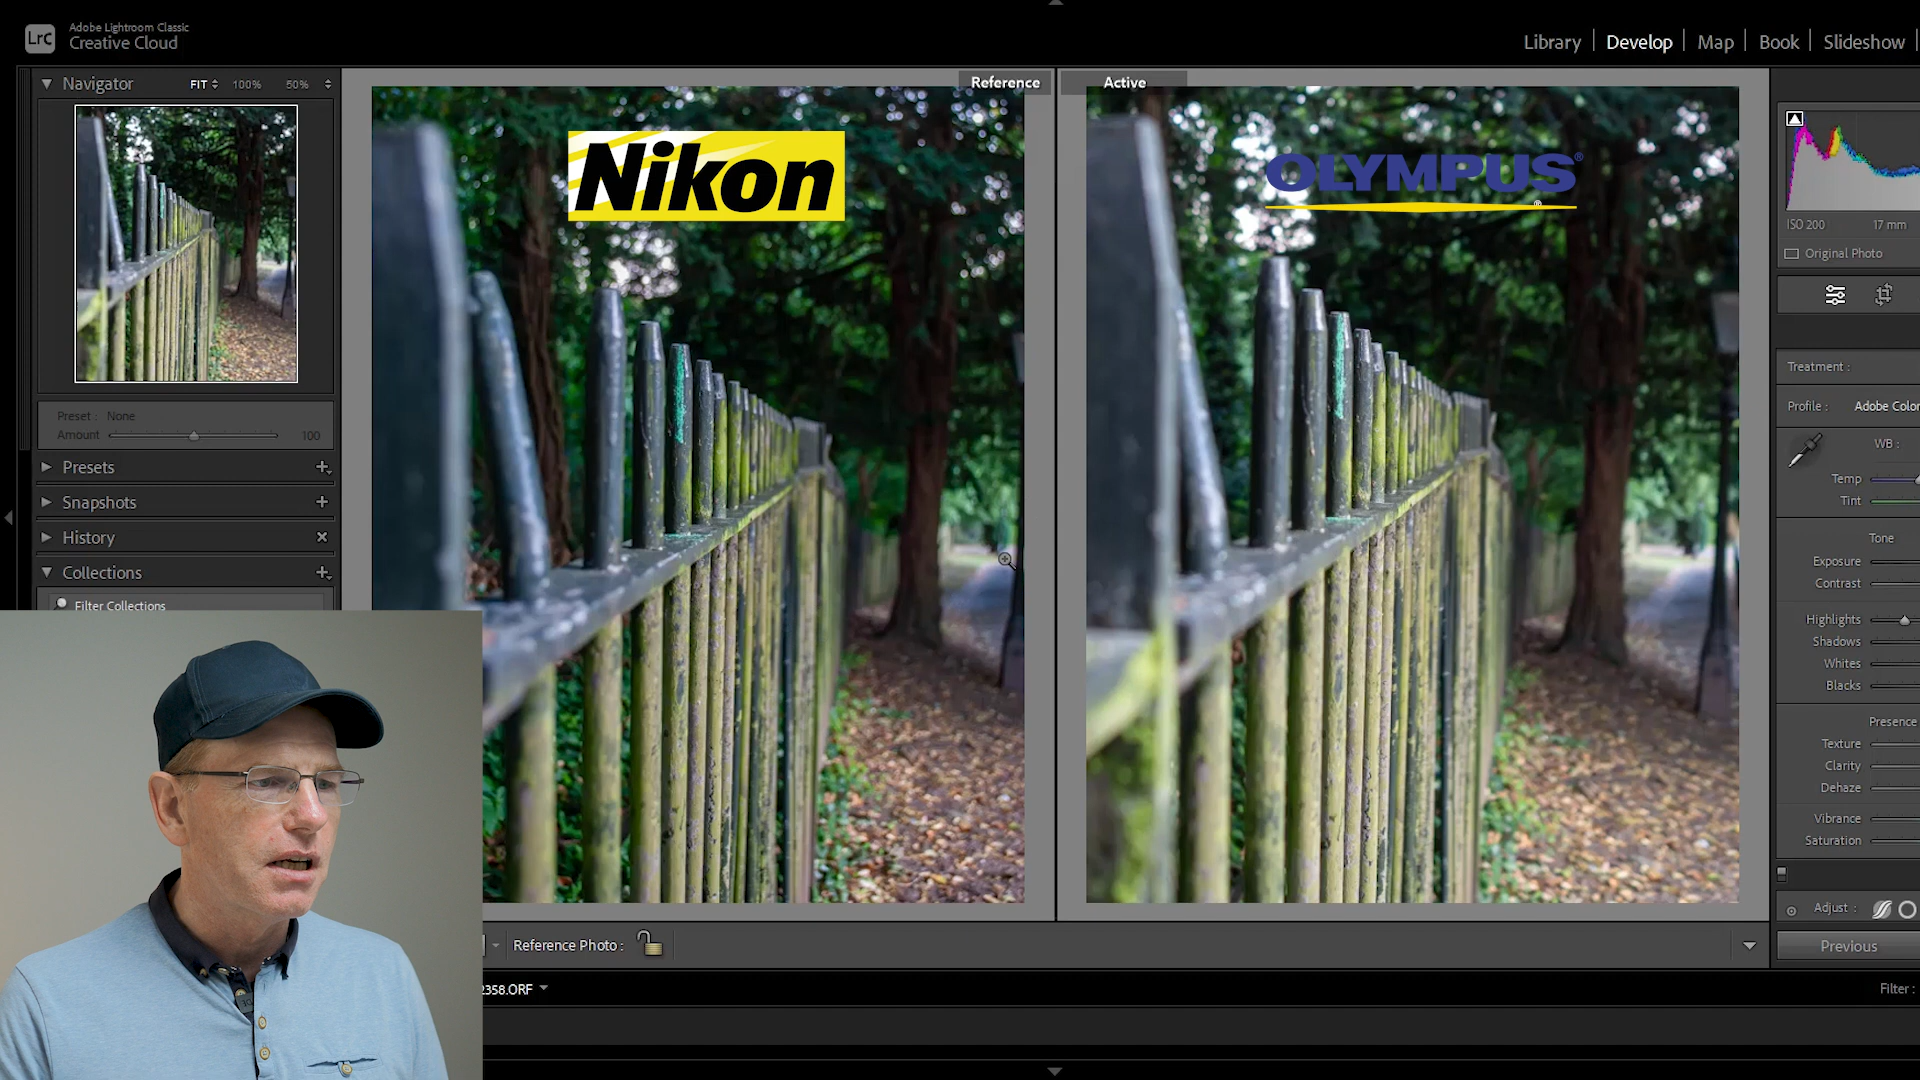 LrC
Adobe Lightroom Classic
Creative Cloud
Library | Develop | Map | Book | Slideshow |
Navigator FIT 100% 50%
Reference
Active
Nikon
OLYMPUS®
®
ISO 200 17 mm
Original Photo
Treatment :
Profile : Adobe Color
WB :
Temp
Tint
Tone
Exposure
Contrast
Highlights
Shadows
Whites
Blacks
Presence
Texture
Clarity
Dehaze
Vibrance
Saturation
Adjust :
Previous
Preset : None
Amount 100
Presets
Snapshots
History
Collections
Filter Collections
Reference Photo :
2358.ORF
Filter :